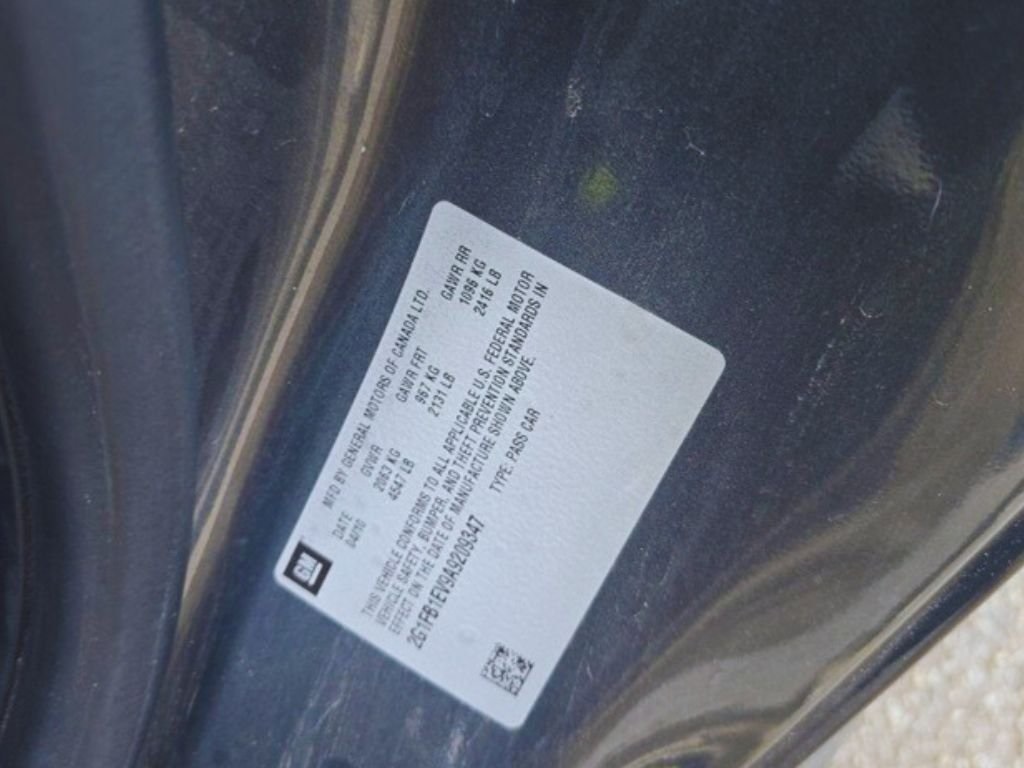 GM
MFD BY GENERAL MOTORS OF CANADA LTD.
DATE GVWR GAWR FRT GAWR RR
04/10 2063 KG 967 KG 1096 KG
4547 LB 2131 LB 2416 LB
THIS VEHICLE CONFORMS TO ALL APPLICABLE U.S. FEDERAL MOTOR
VEHICLE SAFETY, BUMPER, AND THEFT PREVENTION STANDARDS IN
EFFECT ON THE DATE OF MANUFACTURE SHOWN ABOVE.
2G1FB1EV9A9209347 TYPE: PASS CAR